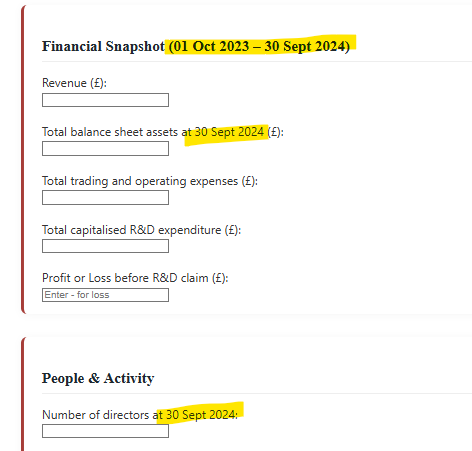 Financial Snapshot (01 Oct 2023 – 30 Sept 2024)
Revenue (£):
Total balance sheet assets at 30 Sept 2024 (£):
Total trading and operating expenses (£):
Total capitalised R&D expenditure (£):
Profit or Loss before R&D claim (£):
Enter - for loss
People & Activity
Number of directors at 30 Sept 2024: